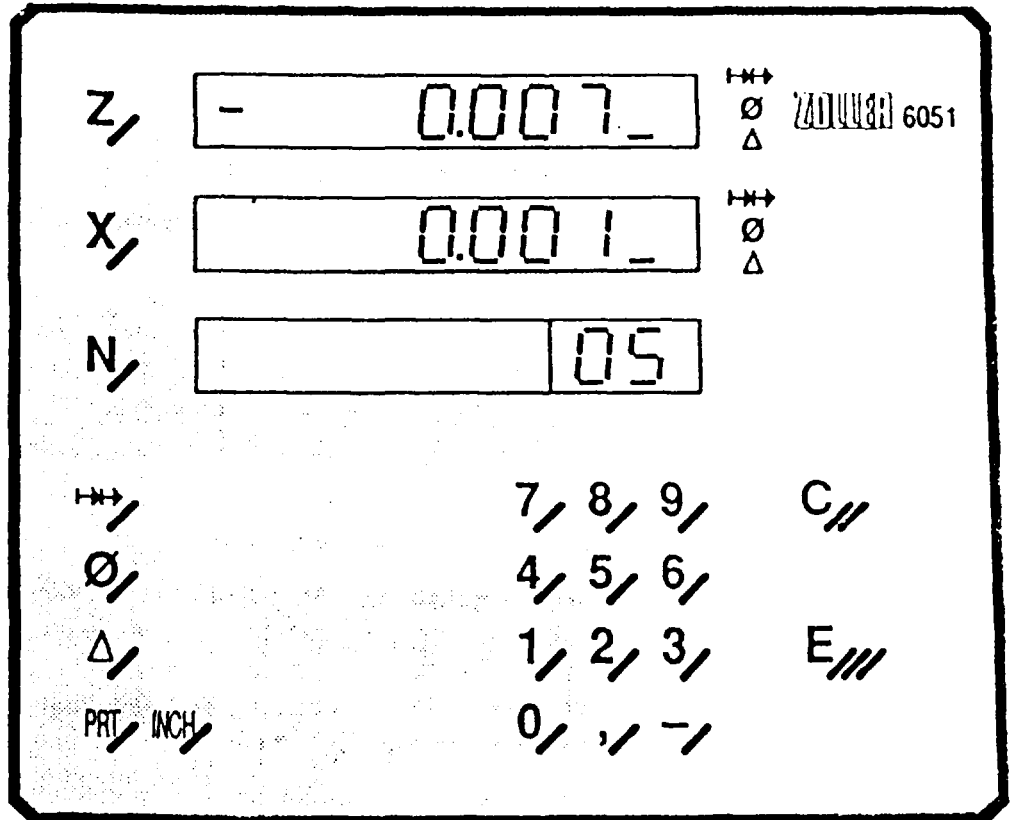 Z - 0.007_ Ø Δ ZOLLER 6051
X 0.001_ Ø Δ
N 05
7 8 9 C
Ø 4 5 6
Δ 1 2 3 E
PRT INCH 0 , -